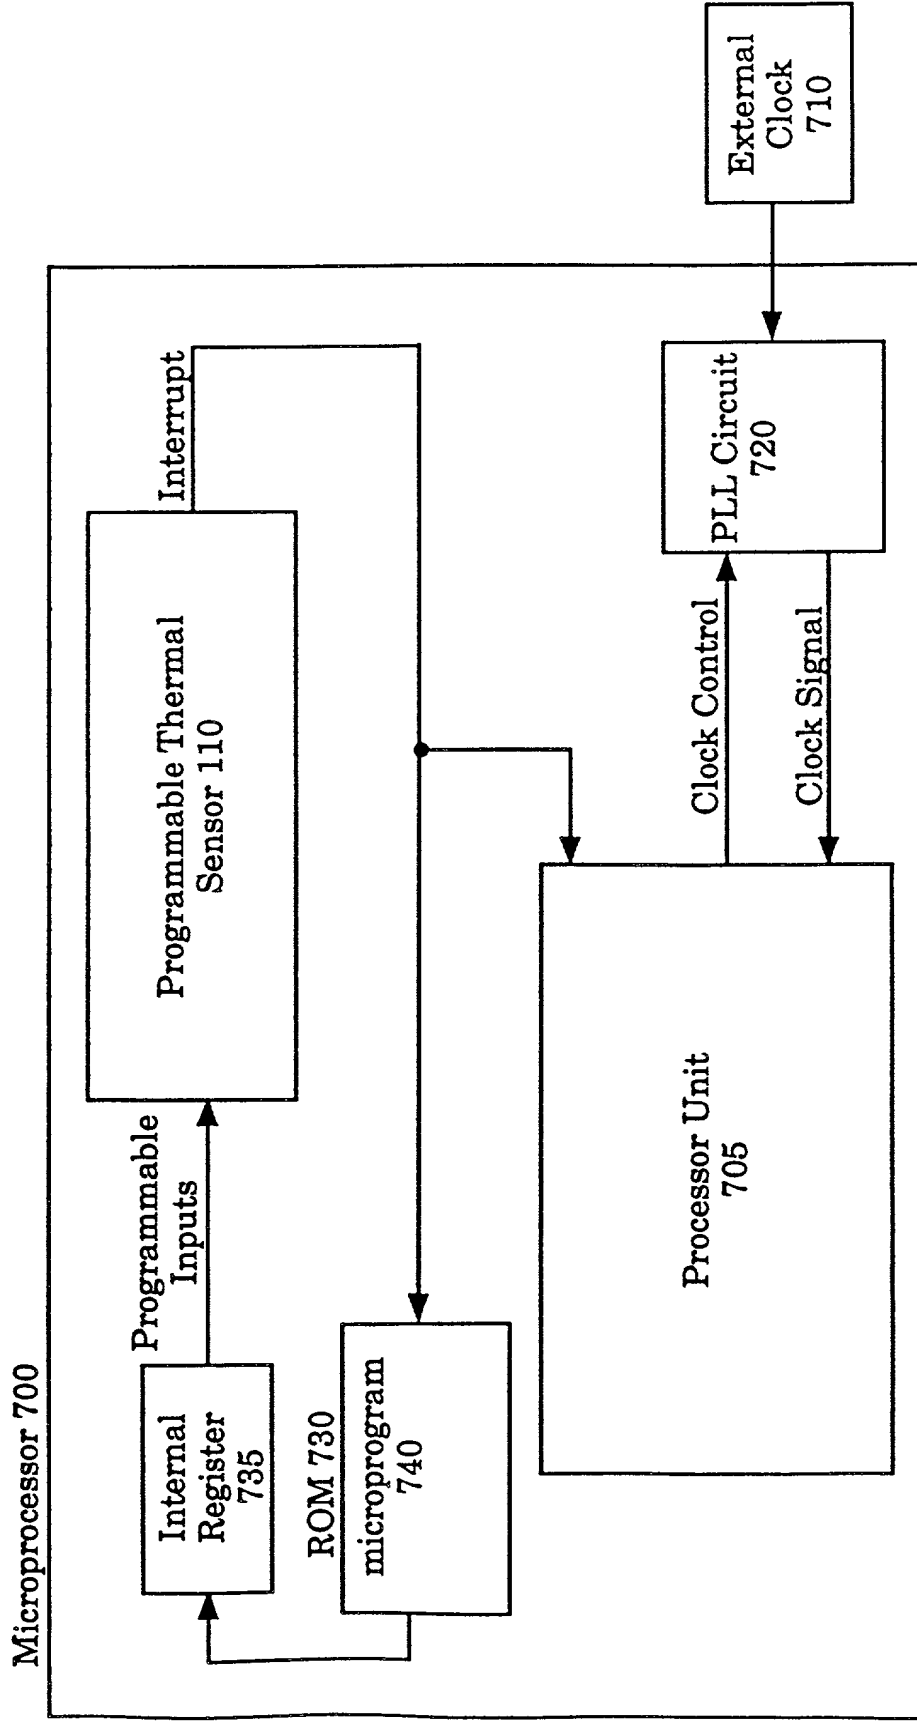 Microprocessor 700
Internal
Register
735
Programmable
Inputs
Programmable Thermal
Sensor 110
Interrupt
ROM 730
microprogram
740
Processor Unit
705
Clock Control
Clock Signal
PLL Circuit
720
External
Clock
710